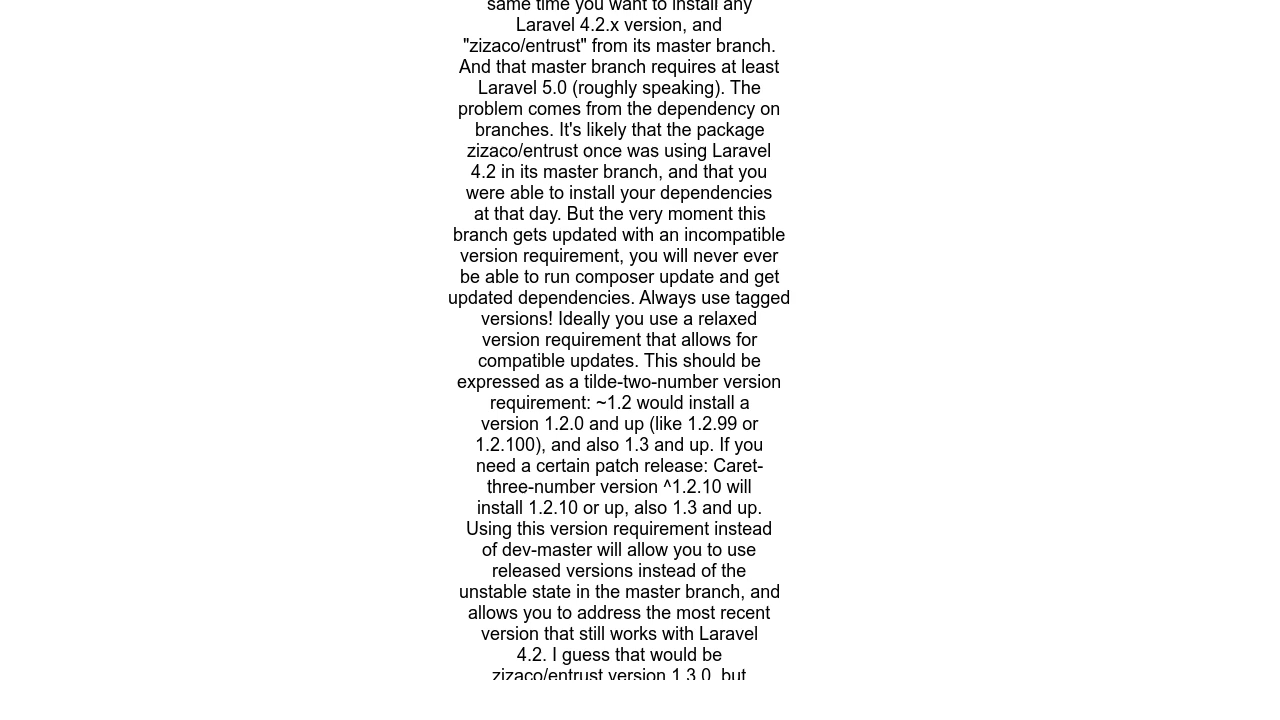 same time you want to install any
Laravel 4.2.x version, and
"zizaco/entrust" from its master branch.
And that master branch requires at least
Laravel 5.0 (roughly speaking). The
problem comes from the dependency on
branches. It's likely that the package
zizaco/entrust once was using Laravel
4.2 in its master branch, and that you
were able to install your dependencies
at that day. But the very moment this
branch gets updated with an incompatible
version requirement, you will never ever
be able to run composer update and get
updated dependencies. Always use tagged
versions! Ideally you use a relaxed
version requirement that allows for
compatible updates. This should be
expressed as a tilde-two-number version
requirement: ~1.2 would install a
version 1.2.0 and up (like 1.2.99 or
1.2.100), and also 1.3 and up. If you
need a certain patch release: Caret-
three-number version ^1.2.10 will
install 1.2.10 or up, also 1.3 and up.
Using this version requirement instead
of dev-master will allow you to use
released versions instead of the
unstable state in the master branch, and
allows you to address the most recent
version that still works with Laravel
4.2. I guess that would be
zizaco/entrust version 1.3.0, but